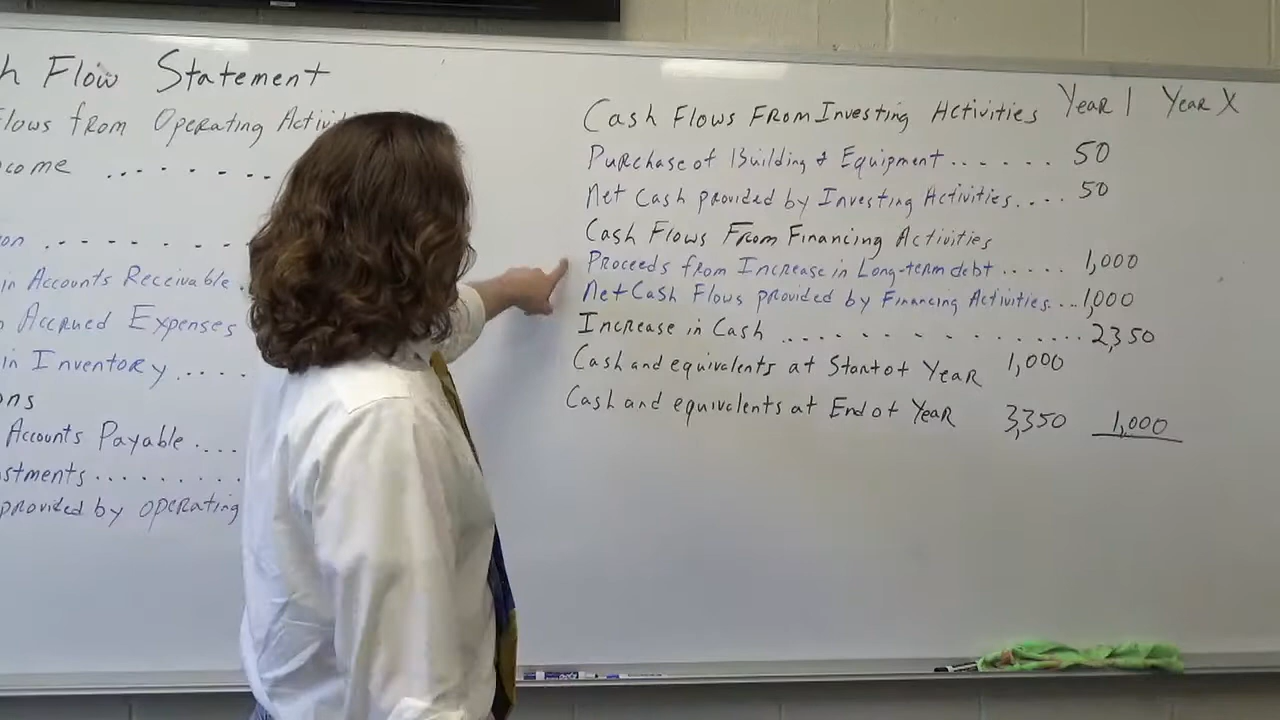 h Flow Statement
Flows from Operating Activit
come ........
on ............
in Accounts Receivable.
Accrued Expenses
in Inventory .....
ons
Accounts Payable ....
stments ..........
provided by operating
Cash Flows From Investing Activities Year 1 Year X
Purchase of Building & Equipment ...... 50
Net Cash provided by Investing Activities.... 50
Cash Flows From Financing Activities
Proceeds from Increase in Long-term debt ..... 1,000
Net Cash Flows provided by Financing Activities... 1,000
Increase in Cash ............... 2,350
Cash and equivalents at Start of Year 1,000
Cash and equivalents at End of Year 3,350 1,000